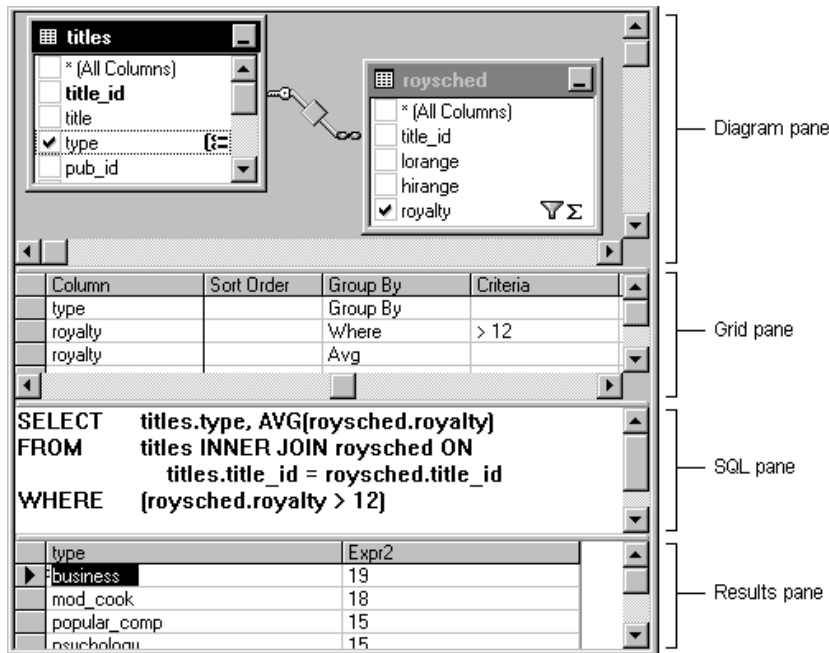 titles
* (All Columns)
title_id
title
type
pub_id
roysched
* (All Columns)
title_id
lorange
hirange
royalty
Σ
Diagram pane
Column Sort Order Group By Criteria
type Group By
royalty Where > 12
royalty Avg
Grid pane
SELECT titles.type, AVG(roysched.royalty)
FROM titles INNER JOIN roysched ON
titles.title_id = roysched.title_id
WHERE (roysched.royalty > 12)
SQL pane
type Expr2
business 19
mod_cook 18
popular_comp 15
psychology 15
Results pane